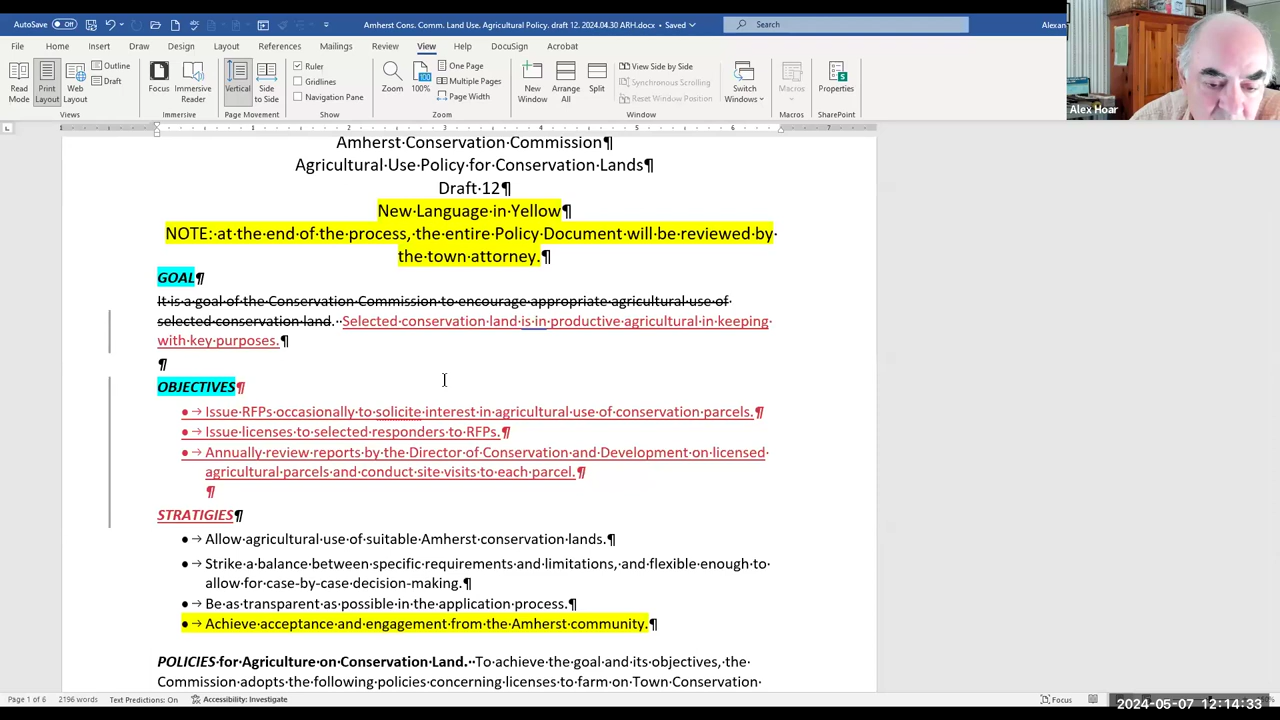 AutoSave Off
Amherst Cons. Comm. Land Use. Agricultural Policy. draft 12. 2024.04.30 ARH.docx • Saved
Search
Alexan
File Home Insert Draw Design Layout References Mailings Review View Help DocuSign Acrobat
Read Mode
Print Layout
Web Layout
Outline
Draft
Views
Focus
Immersive Reader
Immersive
Vertical
Side to Side
Page Movement
Ruler
Gridlines
Navigation Pane
Show
Zoom
100%
One Page
Multiple Pages
Page Width
Zoom
New Window
Arrange All
Split
View Side by Side
Synchronous Scrolling
Reset Window Position
Window
Switch Windows
Macros
Macros
Properties
SharePoint
Alex Hoar
Amherst Conservation Commission¶
Agricultural Use Policy for Conservation Lands¶
Draft 12¶
New Language in Yellow¶
NOTE: at the end of the process, the entire Policy Document will be reviewed by
the town attorney.¶
GOAL¶
It is a goal of the Conservation Commission to encourage appropriate agricultural use of
selected conservation land. Selected conservation land is in productive agricultural in keeping
with key purposes.¶
¶
OBJECTIVES¶
• → Issue RFPs occasionally to solicite interest in agricultural use of conservation parcels.¶
• → Issue licenses to selected responders to RFPs.¶
• → Annually review reports by the Director of Conservation and Development on licensed
agricultural parcels and conduct site visits to each parcel.¶
¶
STRATIGIES¶
• → Allow agricultural use of suitable Amherst conservation lands.¶
• → Strike a balance between specific requirements and limitations, and flexible enough to
allow for case-by-case decision-making.¶
• → Be as transparent as possible in the application process.¶
• → Achieve acceptance and engagement from the Amherst community.¶
POLICIES for Agriculture on Conservation Land. To achieve the goal and its objectives, the
Commission adopts the following policies concerning licenses to farm on Town Conservation
Page 1 of 6 2196 words Text Predictions: On Accessibility: Investigate
Focus
2024-05-07 12:14:33